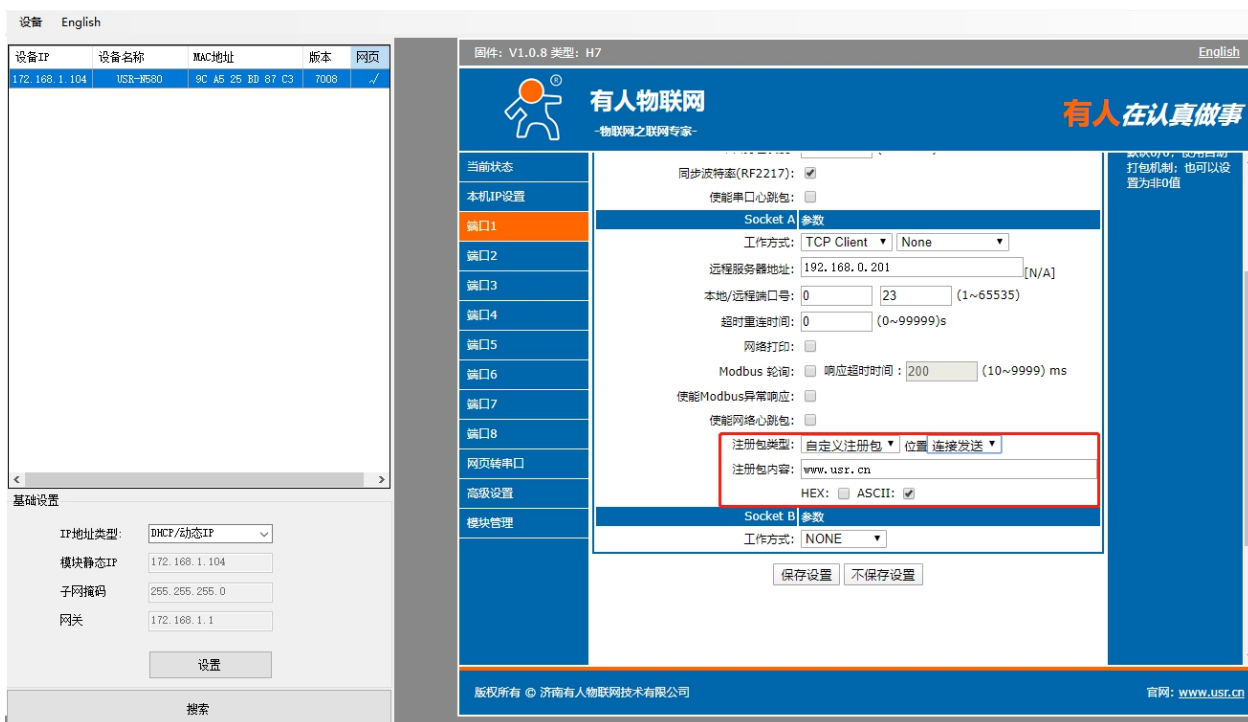 设备 English
设备IP 设备名称 MAC地址 版本 网页
172.168.1.104 USR-N580 9C A5 25 BD 87 C3 7008 √
基础设置
IP地址类型: DHCP/动态IP
模块静态IP 172.168.1.104
子网掩码 255.255.255.0
网关 172.168.1.1
设置
搜索
固件: V1.0.8 类型: H7 English
有人物联网
-物联网之联网专家-
有人在认真做事
当前状态
本机IP设置
端口1
端口2
端口3
端口4
端口5
端口6
端口7
端口8
网页转串口
高级设置
模块管理
同步波特率(RF2217):
使能串口心跳包:
Socket A 参数
工作方式: TCP Client None
远程服务器地址: 192.168.0.201 [N/A]
本地/远程端口号: 0 23 (1~65535)
超时重连时间: 0 (0~99999)s
网络打印:
Modbus 轮询: 响应超时时间: 200 (10~9999) ms
使能Modbus异常响应:
使能网络心跳包:
注册包类型: 自定义注册包 位置 连接发送
注册包内容: www.usr.cn
HEX: ASCII:
Socket B 参数
工作方式: NONE
保存设置 不保存设置
打包机制; 也可以设
置为非0值
版权所有 © 济南有人物联网技术有限公司 官网: www.usr.cn